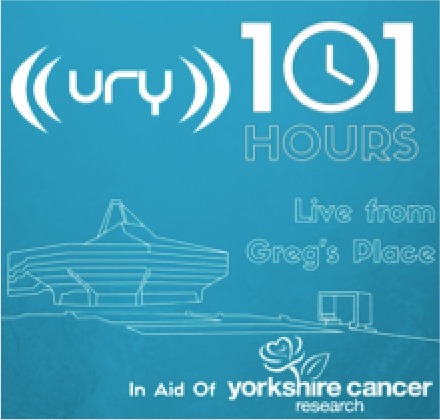 ury
101
HOURS
Live from
Greg's Place
In Aid Of yorkshire cancer
research